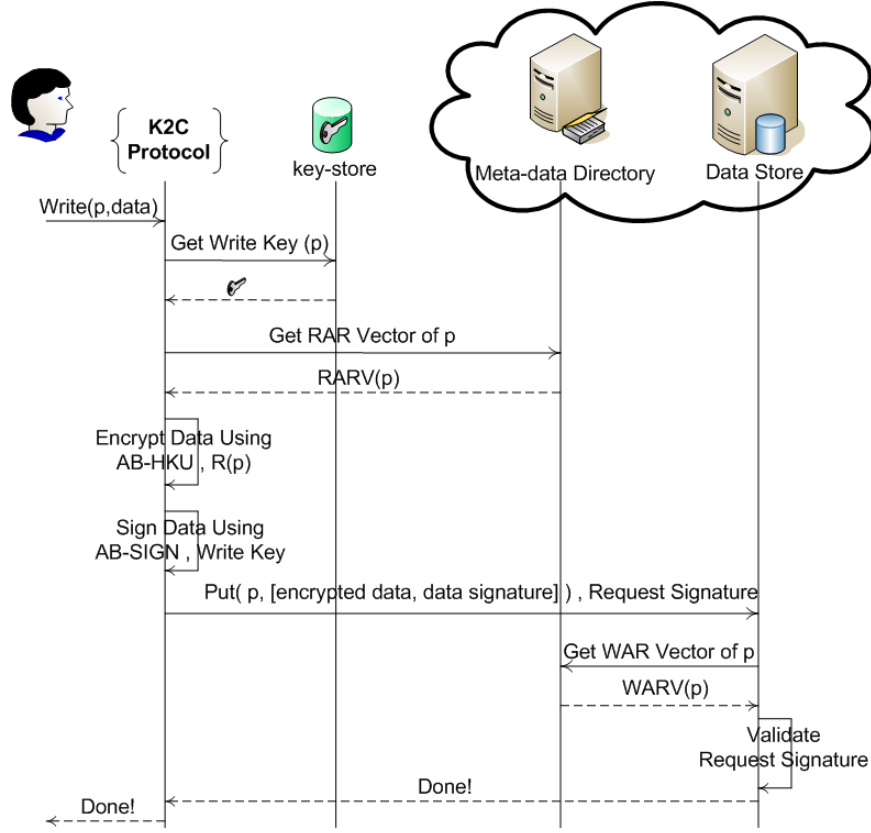 K2C
Protocol
key-store
Meta-data Directory
Data Store
Write(p,data)
Get Write Key (p)
Get RAR Vector of p
RARV(p)
Encrypt Data Using
AB-HKU , R(p)
Sign Data Using
AB-SIGN , Write Key
Put( p, [encrypted data, data signature] ) , Request Signature
Get WAR Vector of p
WARV(p)
Validate
Request Signature
Done!
Done!